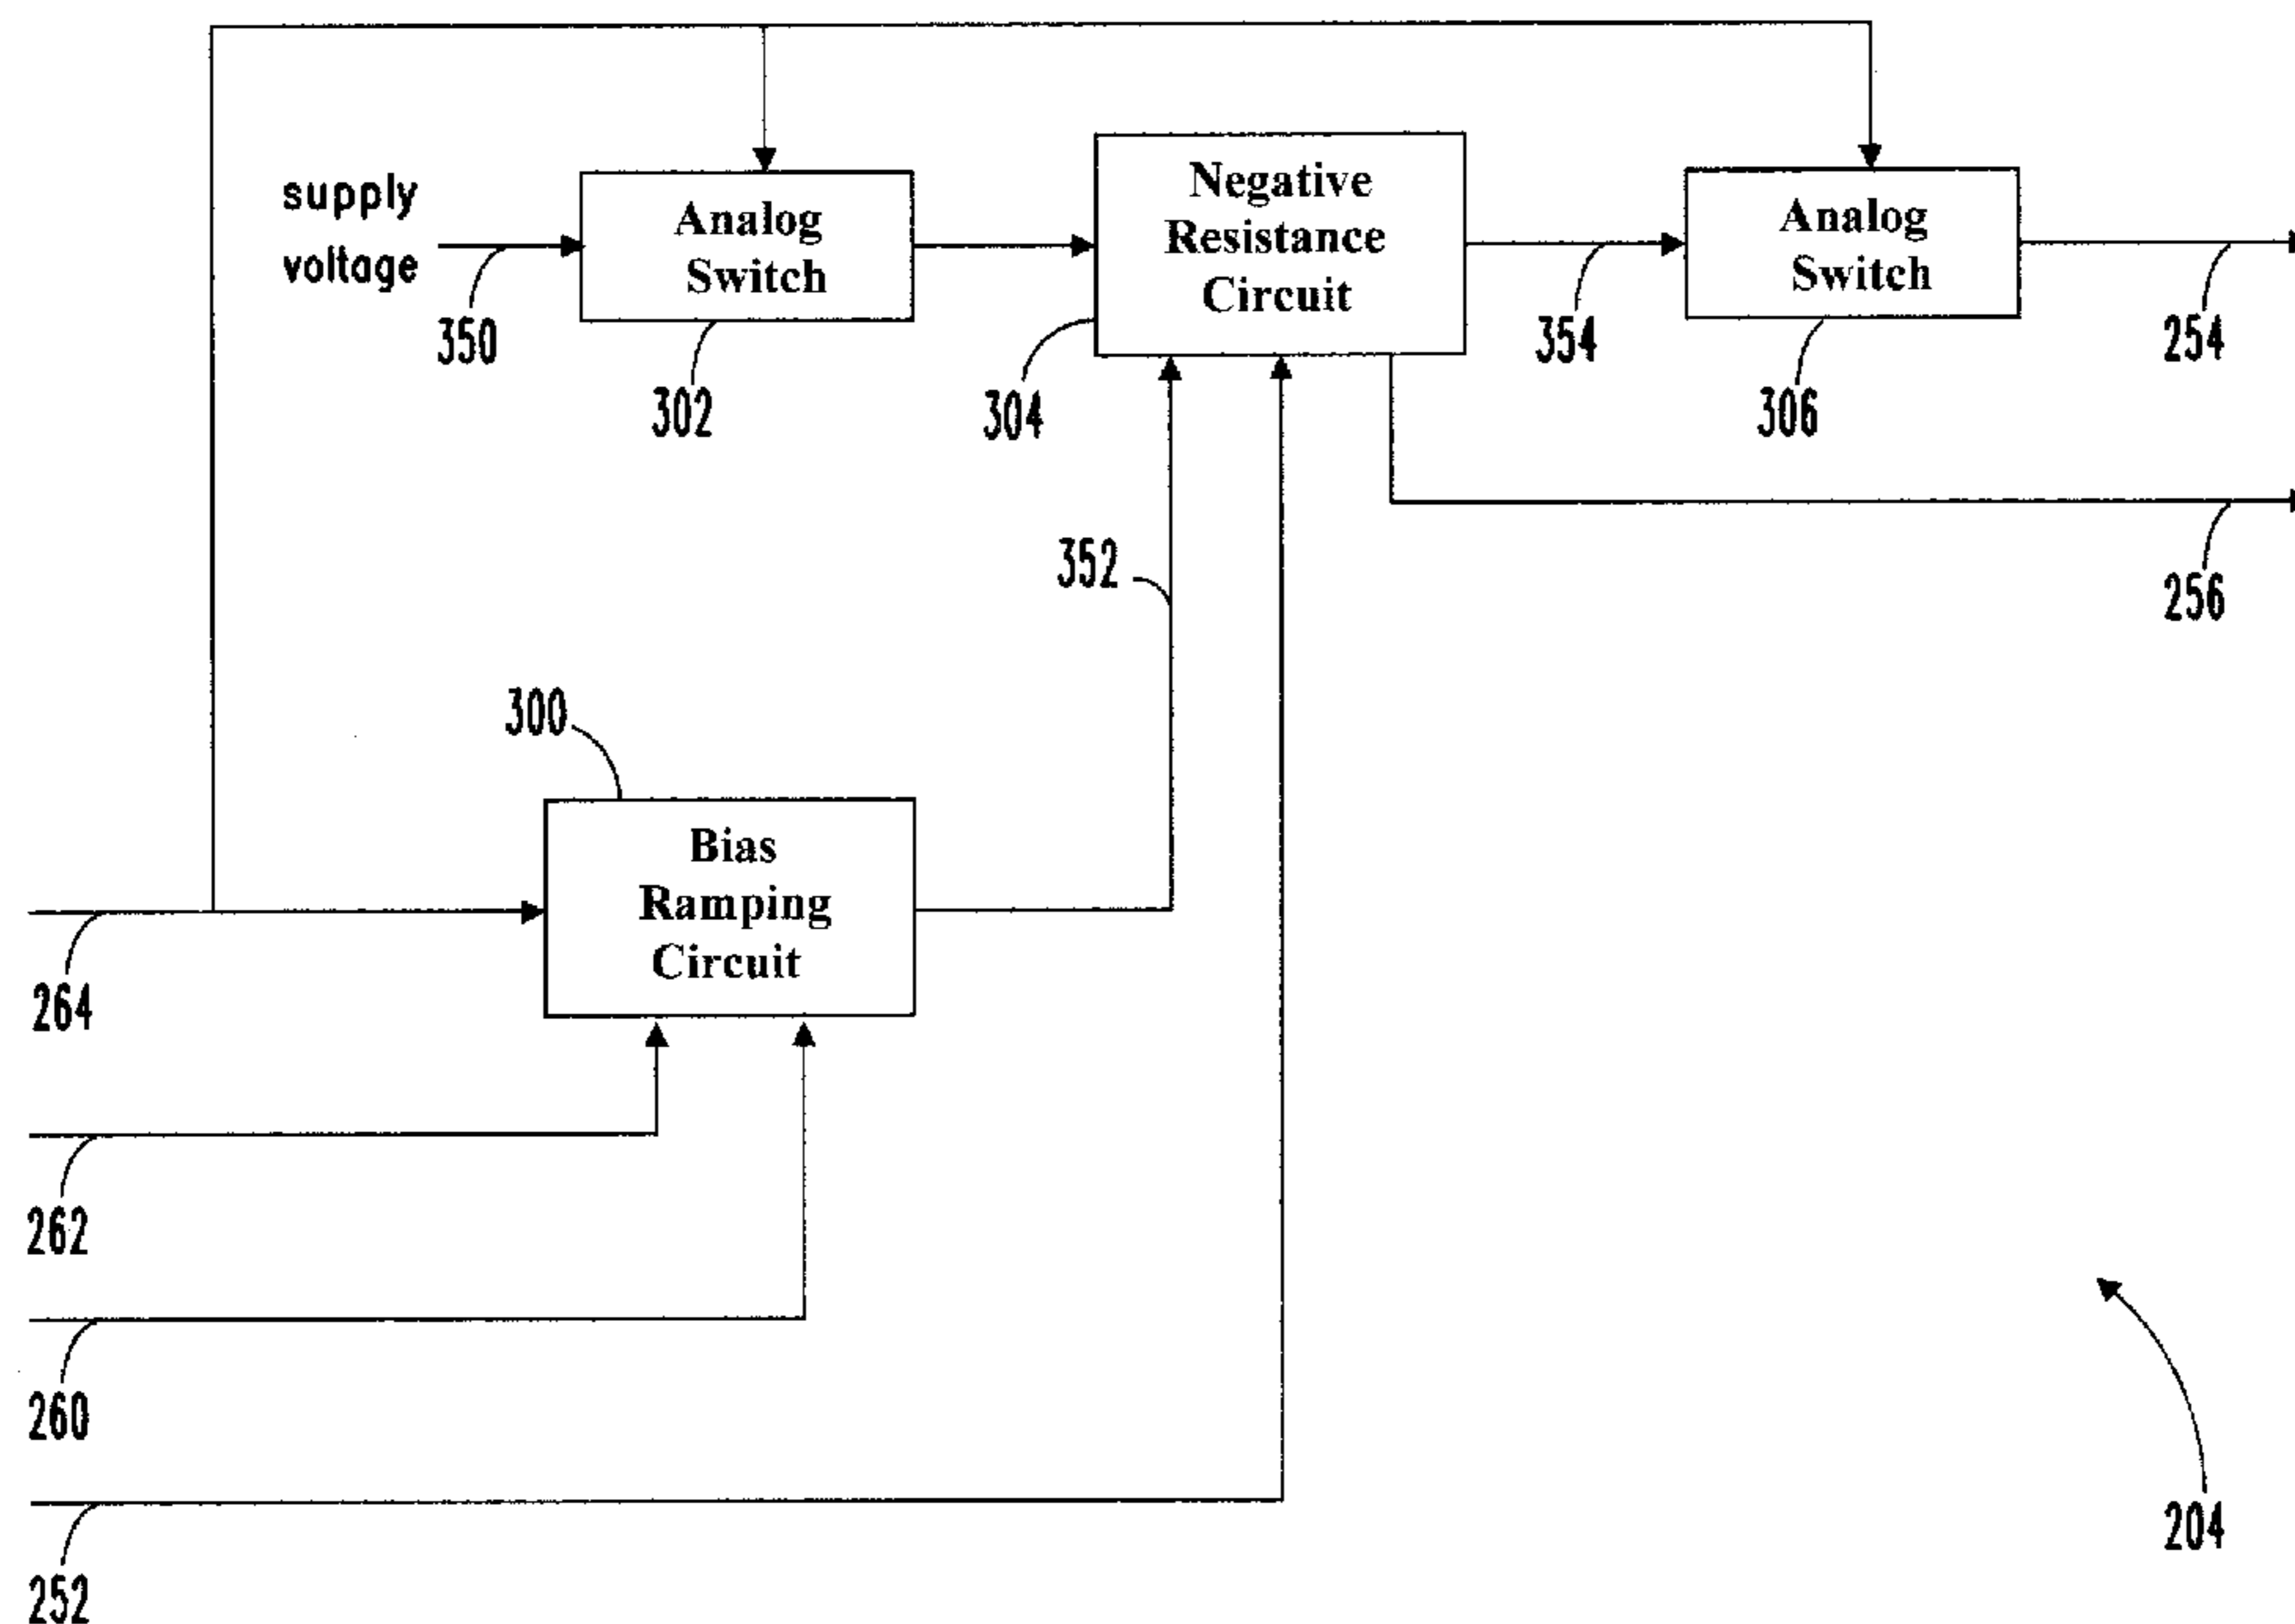 supply
voltage
350
Analog
Switch
302
Negative
Resistance
Circuit
304
354
Analog
Switch
306
254
256
352
300
Bias
Ramping
Circuit
264
262
260
252
204